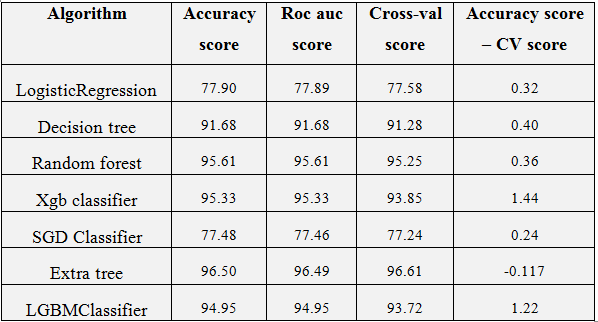 Algorithm Accuracy score Roc auc score Cross-val score Accuracy score – CV score
LogisticRegression 77.90 77.89 77.58 0.32
Decision tree 91.68 91.68 91.28 0.40
Random forest 95.61 95.61 95.25 0.36
Xgb classifier 95.33 95.33 93.85 1.44
SGD Classifier 77.48 77.46 77.24 0.24
Extra tree 96.50 96.49 96.61 -0.117
LGBMClassifier 94.95 94.95 93.72 1.22